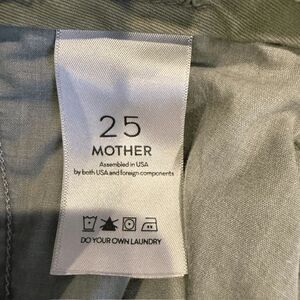 25
MOTHER
Assembled in USA
by both USA and foreign components
DO YOUR OWN LAUNDRY